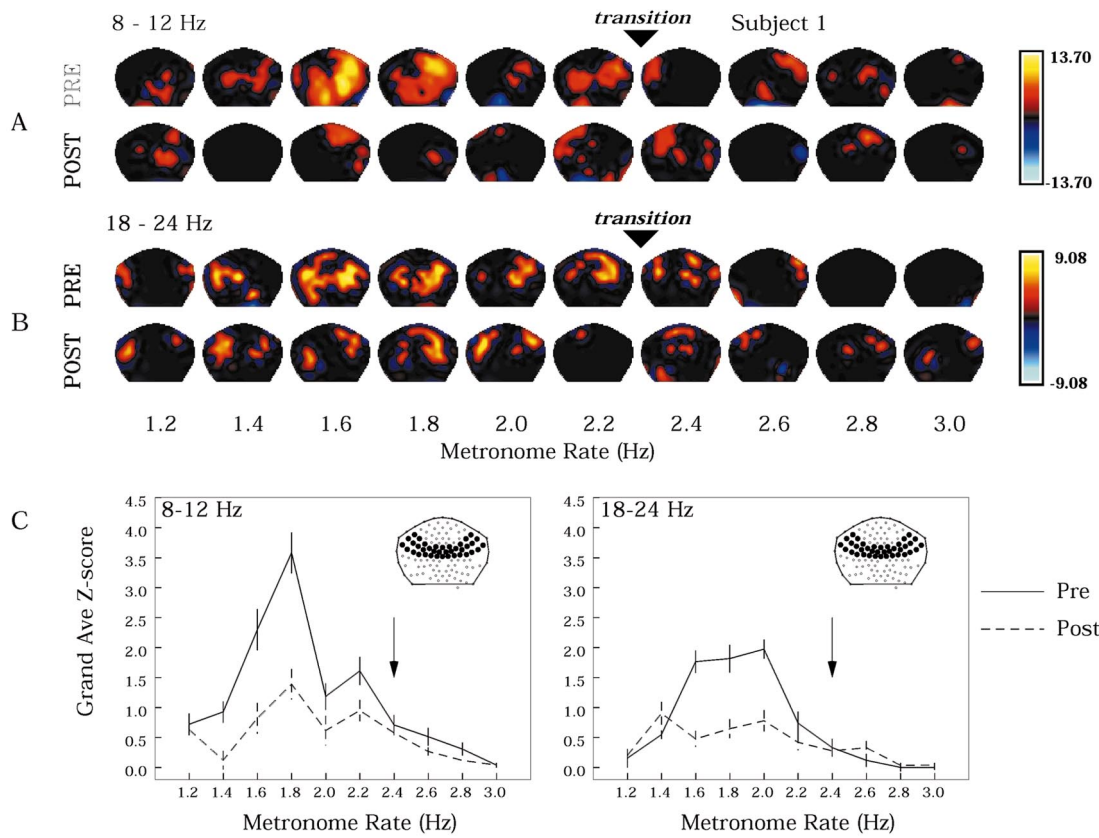 8 - 12 Hz
transition
Subject 1
A
PRE
POST
13.70
-13.70
18 - 24 Hz
transition
B
PRE
POST
9.08
-9.08
1.2 1.4 1.6 1.8 2.0 2.2 2.4 2.6 2.8 3.0
Metronome Rate (Hz)
C
Grand Ave Z-score
8-12 Hz
4.5
4.0
3.5
3.0
2.5
2.0
1.5
1.0
0.5
0.0
1.2 1.4 1.6 1.8 2.0 2.2 2.4 2.6 2.8 3.0
Metronome Rate (Hz)
18-24 Hz
4.5
4.0
3.5
3.0
2.5
2.0
1.5
1.0
0.5
0.0
1.2 1.4 1.6 1.8 2.0 2.2 2.4 2.6 2.8 3.0
Metronome Rate (Hz)
Pre
Post